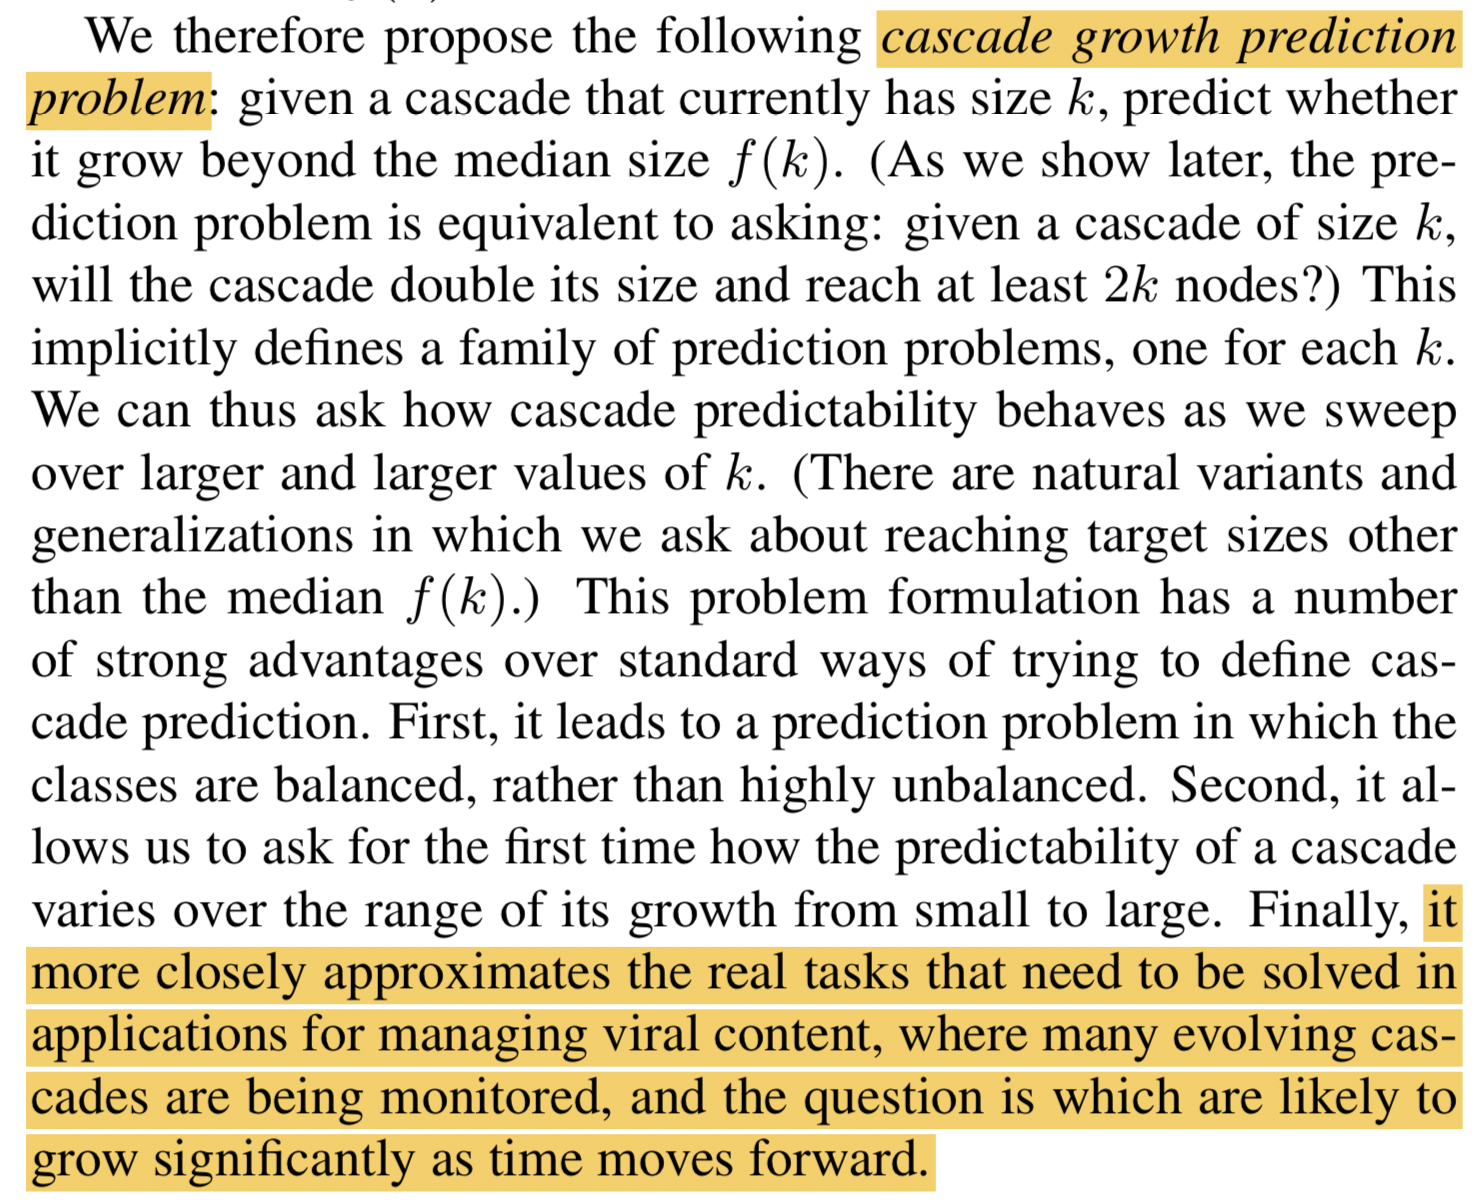 We therefore propose the following cascade growth prediction
problem: given a cascade that currently has size k, predict whether
it grow beyond the median size f(k). (As we show later, the pre-
diction problem is equivalent to asking: given a cascade of size k,
will the cascade double its size and reach at least 2k nodes?) This
implicitly defines a family of prediction problems, one for each k.
We can thus ask how cascade predictability behaves as we sweep
over larger and larger values of k. (There are natural variants and
generalizations in which we ask about reaching target sizes other
than the median f(k).) This problem formulation has a number
of strong advantages over standard ways of trying to define cas-
cade prediction. First, it leads to a prediction problem in which the
classes are balanced, rather than highly unbalanced. Second, it al-
lows us to ask for the first time how the predictability of a cascade
varies over the range of its growth from small to large. Finally, it
more closely approximates the real tasks that need to be solved in
applications for managing viral content, where many evolving cas-
cades are being monitored, and the question is which are likely to
grow significantly as time moves forward.